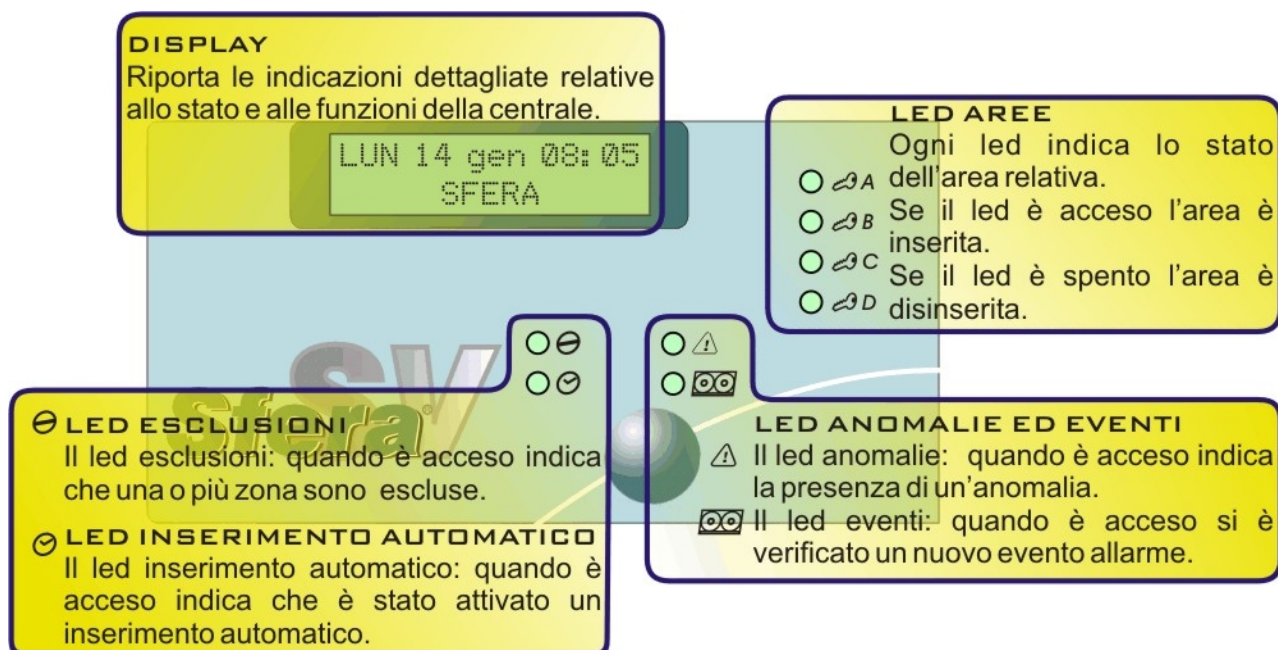 DISPLAY
Riporta le indicazioni dettagliate relative
allo stato e alle funzioni della centrale.
LUN 14 gen 08:05
SFERA
LED AREE
Ogni led indica lo stato
dell'area relativa.
Se il led è acceso l'area è
inserita.
Se il led è spento l'area è
disinserita.
A
B
C
D
SV
Sfera®
LED ESCLUSIONI
Il led esclusioni: quando è acceso indica
che una o più zona sono escluse.
LED INSERIMENTO AUTOMATICO
Il led inserimento automatico: quando è
acceso indica che è stato attivato un
inserimento automatico.
LED ANOMALIE ED EVENTI
Il led anomalie: quando è acceso indica
la presenza di un'anomalia.
Il led eventi: quando è acceso si è
verificato un nuovo evento allarme.